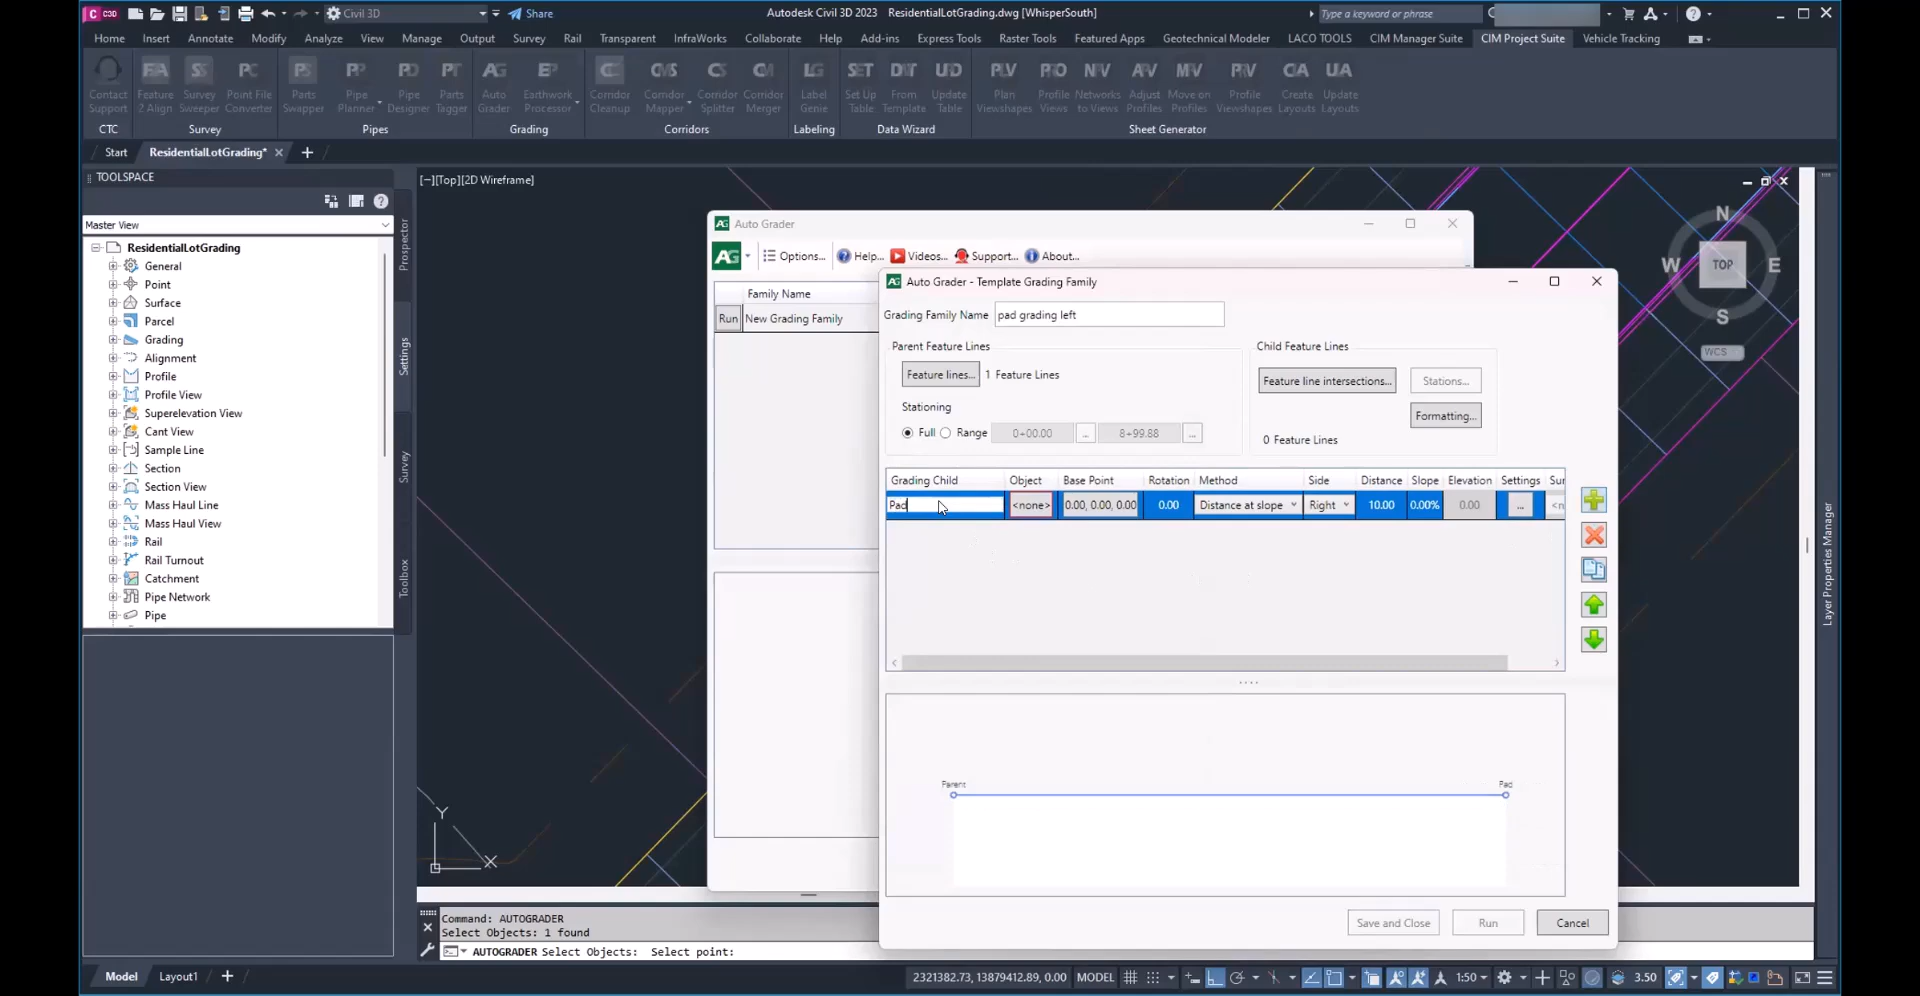 C3D Civil 3D Share Autodesk Civil 3D 2023 ResidentialLotGrading.dwg [WhisperSouth] Type a keyword or phrase
Home Insert Annotate Modify Analyze View Manage Output Survey Rail Transparent InfraWorks Collaborate Help Add-ins Express Tools Raster Tools Featured Apps Geotechnical Modeler LACO TOOLS CIM Manager Suite CIM Project Suite Vehicle Tracking
Contact Support Feature 2 Align Survey Sweeper Point File Converter Parts Swapper Pipe Planner Pipe Designer Parts Tagger Auto Grader Earthwork Processor Corridor Cleanup Corridor Mapper Corridor Splitter Corridor Merger Label Genie Set Up Table From Template Update Table Plan Viewshapes Profile Views Networks to Views Adjust Profiles Move on Profiles Profile Viewshapes Create Layouts Update Layouts
CTC Survey Pipes Grading Corridors Labeling Data Wizard Sheet Generator
Start ResidentialLotGrading*
TOOLSPACE
[−][Top][2D Wireframe]
Master View
ResidentialLotGrading
General
Point
Surface
Parcel
Grading
Alignment
Profile
Profile View
Superelevation View
Cant View
Sample Line
Section
Section View
Mass Haul Line
Mass Haul View
Rail
Rail Turnout
Catchment
Pipe Network
Pipe
Prospector
Settings
Survey
Toolbox
AG Auto Grader
AG Options... Help... Videos... Support... About...
Family Name
Run New Grading Family
AG Auto Grader - Template Grading Family
Grading Family Name pad grading left
Parent Feature Lines
Feature lines... 1 Feature Lines
Stationing
Full Range 0+00.00 ... 8+99.88 ...
Child Feature Lines
Feature line intersections... Stations...
Formatting...
0 Feature Lines
Grading Child Object Base Point Rotation Method Side Distance Slope Elevation Settings Sur
Pad <none> 0.00, 0.00, 0.00 0.00 Distance at slope Right 10.00 0.00% 0.00 ... <n
Parent Pad
Save and Close Run Cancel
N
W TOP E
S
WCS
Layer Properties Manager
Y
X
Command: AUTOGRADER
Select Objects: 1 found
AUTOGRADER Select Objects: Select point:
Model Layout1 + 2321382.73, 13879412.89, 0.00 MODEL 1:50 3.50